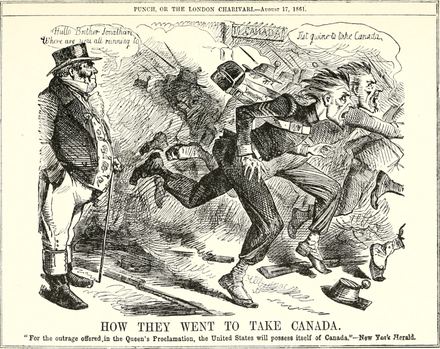 PUNCH, OR THE LONDON CHARIVARI.—August 17, 1861.
Hullo Brother Jonathan,
Where are you all running to
TO CANADA
Just going to take Canada,
HOW THEY WENT TO TAKE CANADA.
"For the outrage offered in the Queen's Proclamation, the United States will possess itself of Canada."—New York Herald.